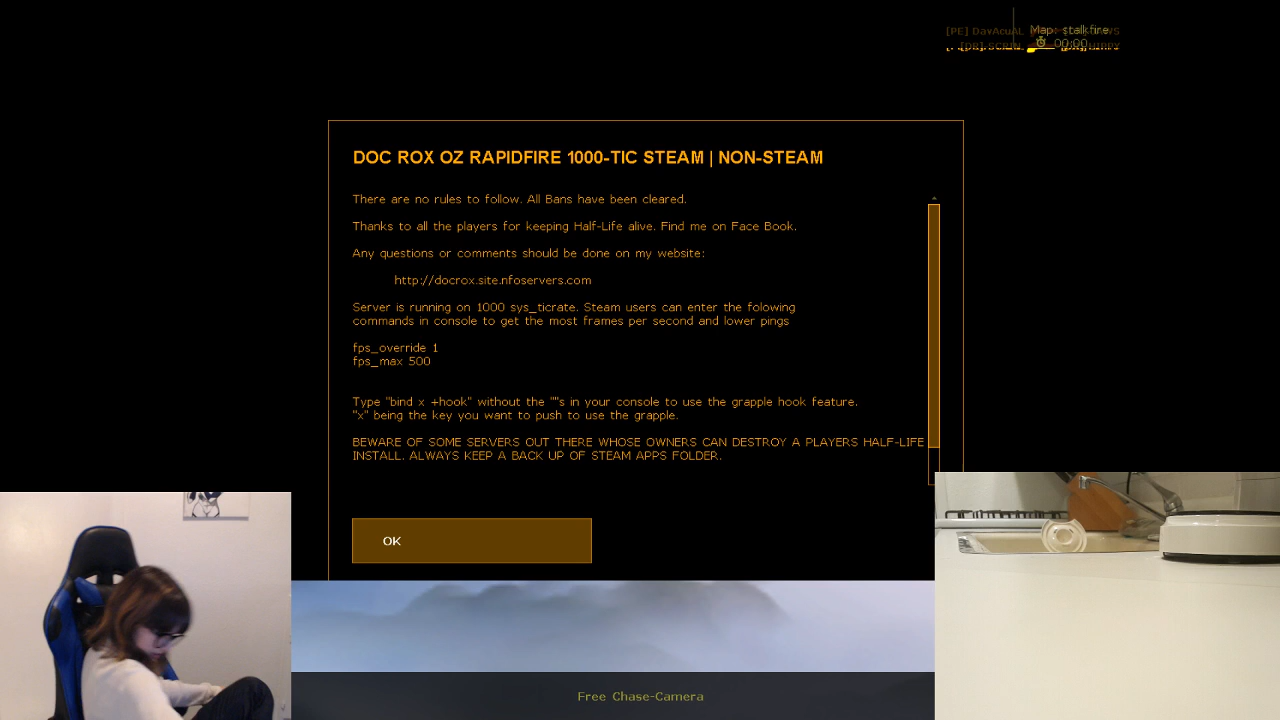 [PE] DavAcuAL
Map: stalkfire
00:00
DOC ROX OZ RAPIDFIRE 1000-TIC STEAM | NON-STEAM
There are no rules to follow. All Bans have been cleared.
Thanks to all the players for keeping Half-Life alive. Find me on Face Book.
Any questions or comments should be done on my website:
http://docrox.site.nfoservers.com
Server is running on 1000 sys_ticrate. Steam users can enter the folowing
commands in console to get the most frames per second and lower pings
fps_override 1
fps_max 500
Type "bind x +hook" without the ""s in your console to use the grapple hook feature.
"x" being the key you want to push to use the grapple.
BEWARE OF SOME SERVERS OUT THERE WHOSE OWNERS CAN DESTROY A PLAYERS HALF-LIFE
INSTALL. ALWAYS KEEP A BACK UP OF STEAM APPS FOLDER.
OK
Free Chase-Camera